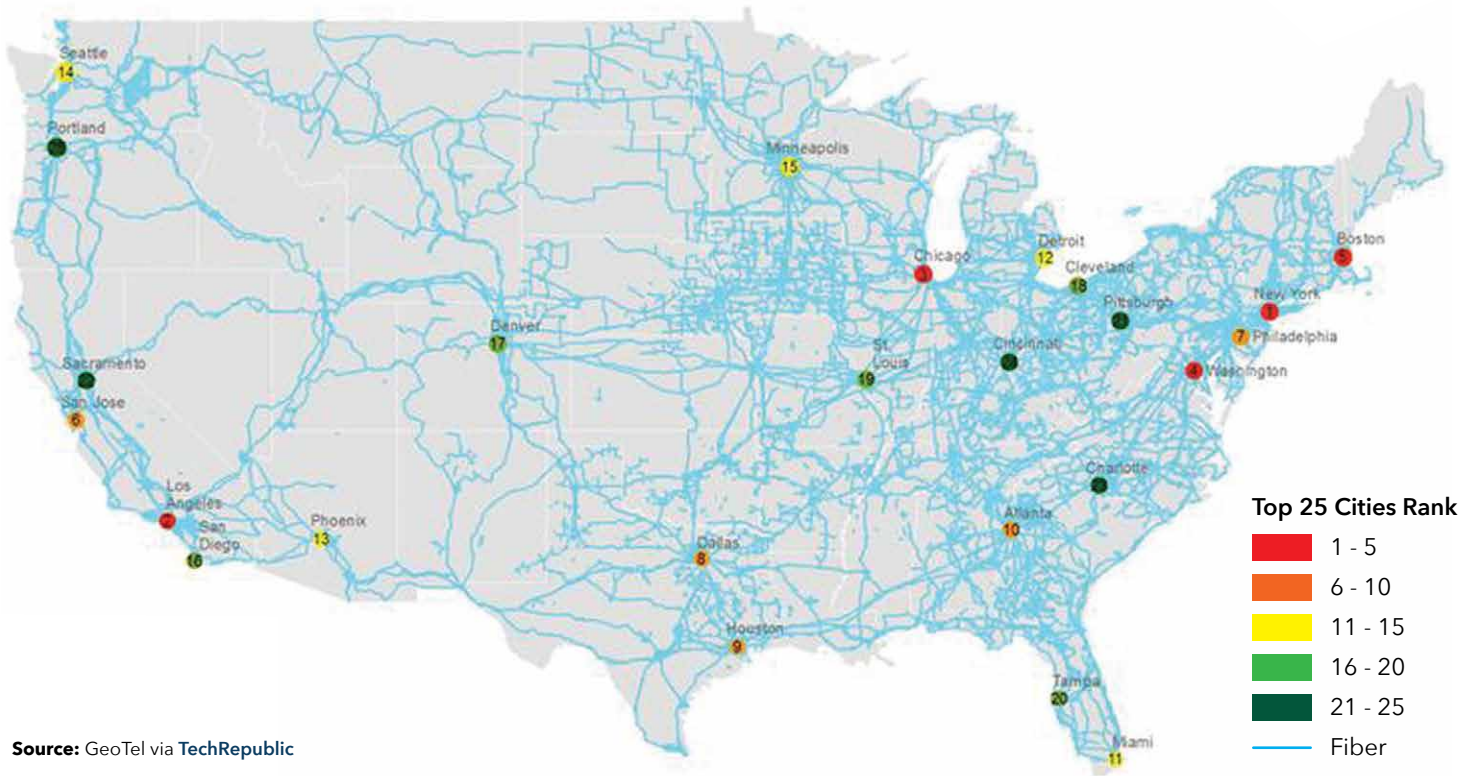 Seattle
14
Portland
Minneapolis
15
Chicago
3
Detroit
12
Cleveland
18
Pittsburgh
Boston
5
New York
1
7 Philadelphia
4 Washington
Denver
17
St.
Louis
19
Cincinnati
Sacramento
San Jose
6
Los
Angeles
2
San
Diego
16
Phoenix
13
Dallas
8
Houston
9
Atlanta
10
Charlotte
Tampa
20
Miami
11
Top 25 Cities Rank
1 - 5
6 - 10
11 - 15
16 - 20
21 - 25
Fiber
Source: GeoTel via TechRepublic